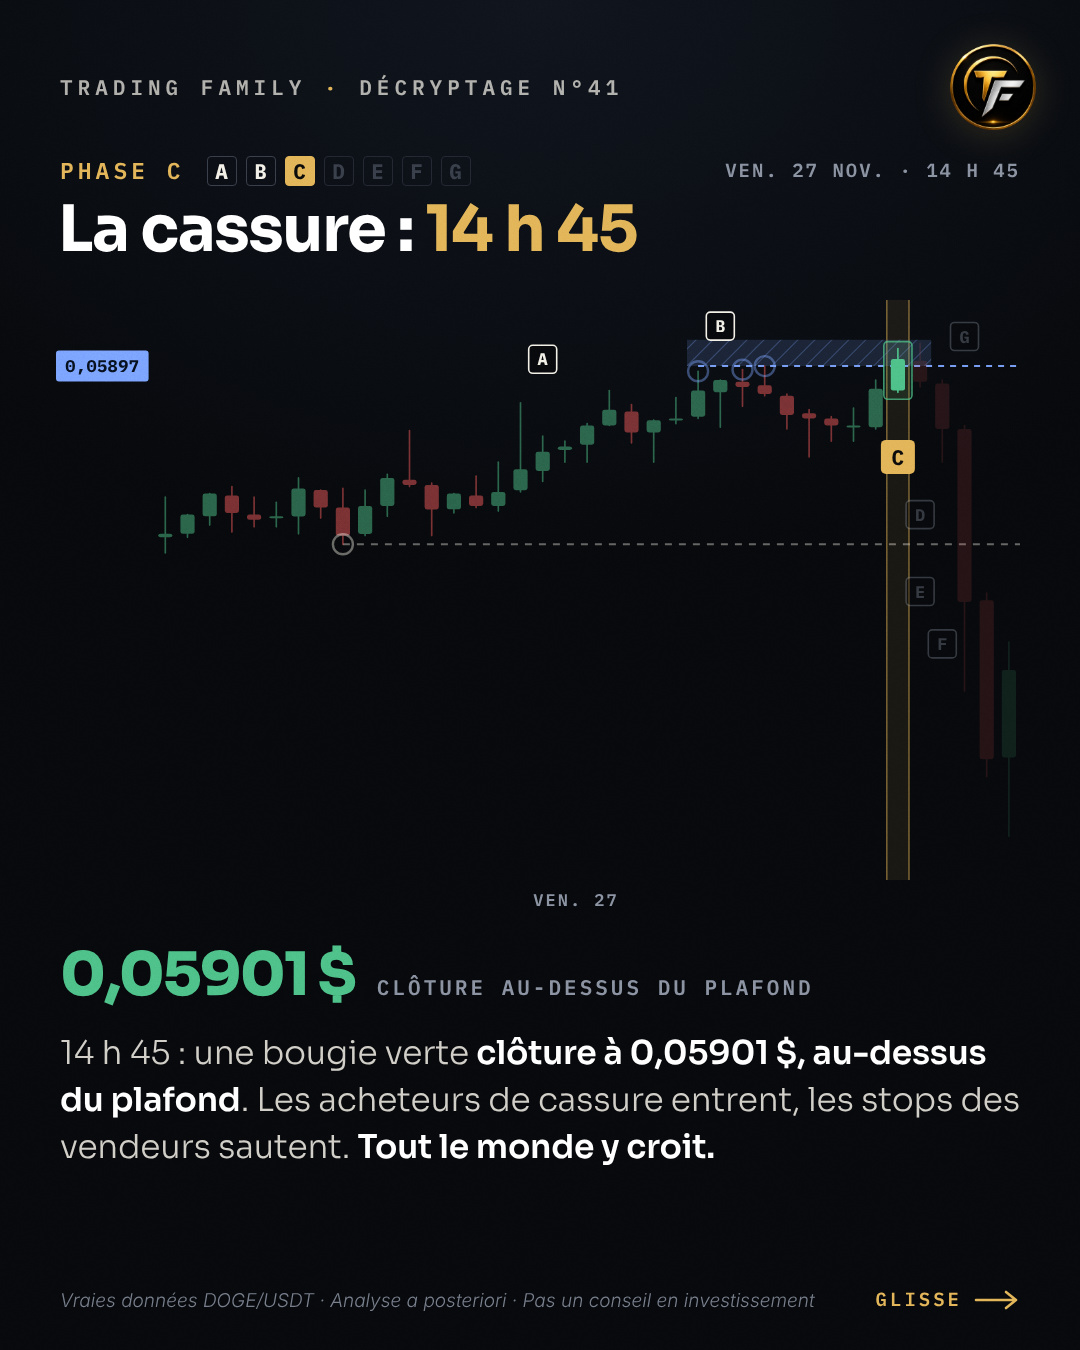 TRADING FAMILY · DÉCRYPTAGE N°41
TF
PHASE C A B C D E F G
VEN. 27 NOV. · 14 H 45
La cassure : 14 h 45
B
G
A
0,05897
C
D
E
F
VEN. 27
0,05901 $ CLÔTURE AU-DESSUS DU PLAFOND
14 h 45 : une bougie verte clôture à 0,05901 $, au-dessus
du plafond. Les acheteurs de cassure entrent, les stops des
vendeurs sautent. Tout le monde y croit.
Vraies données DOGE/USDT · Analyse a posteriori · Pas un conseil en investissement
GLISSE →